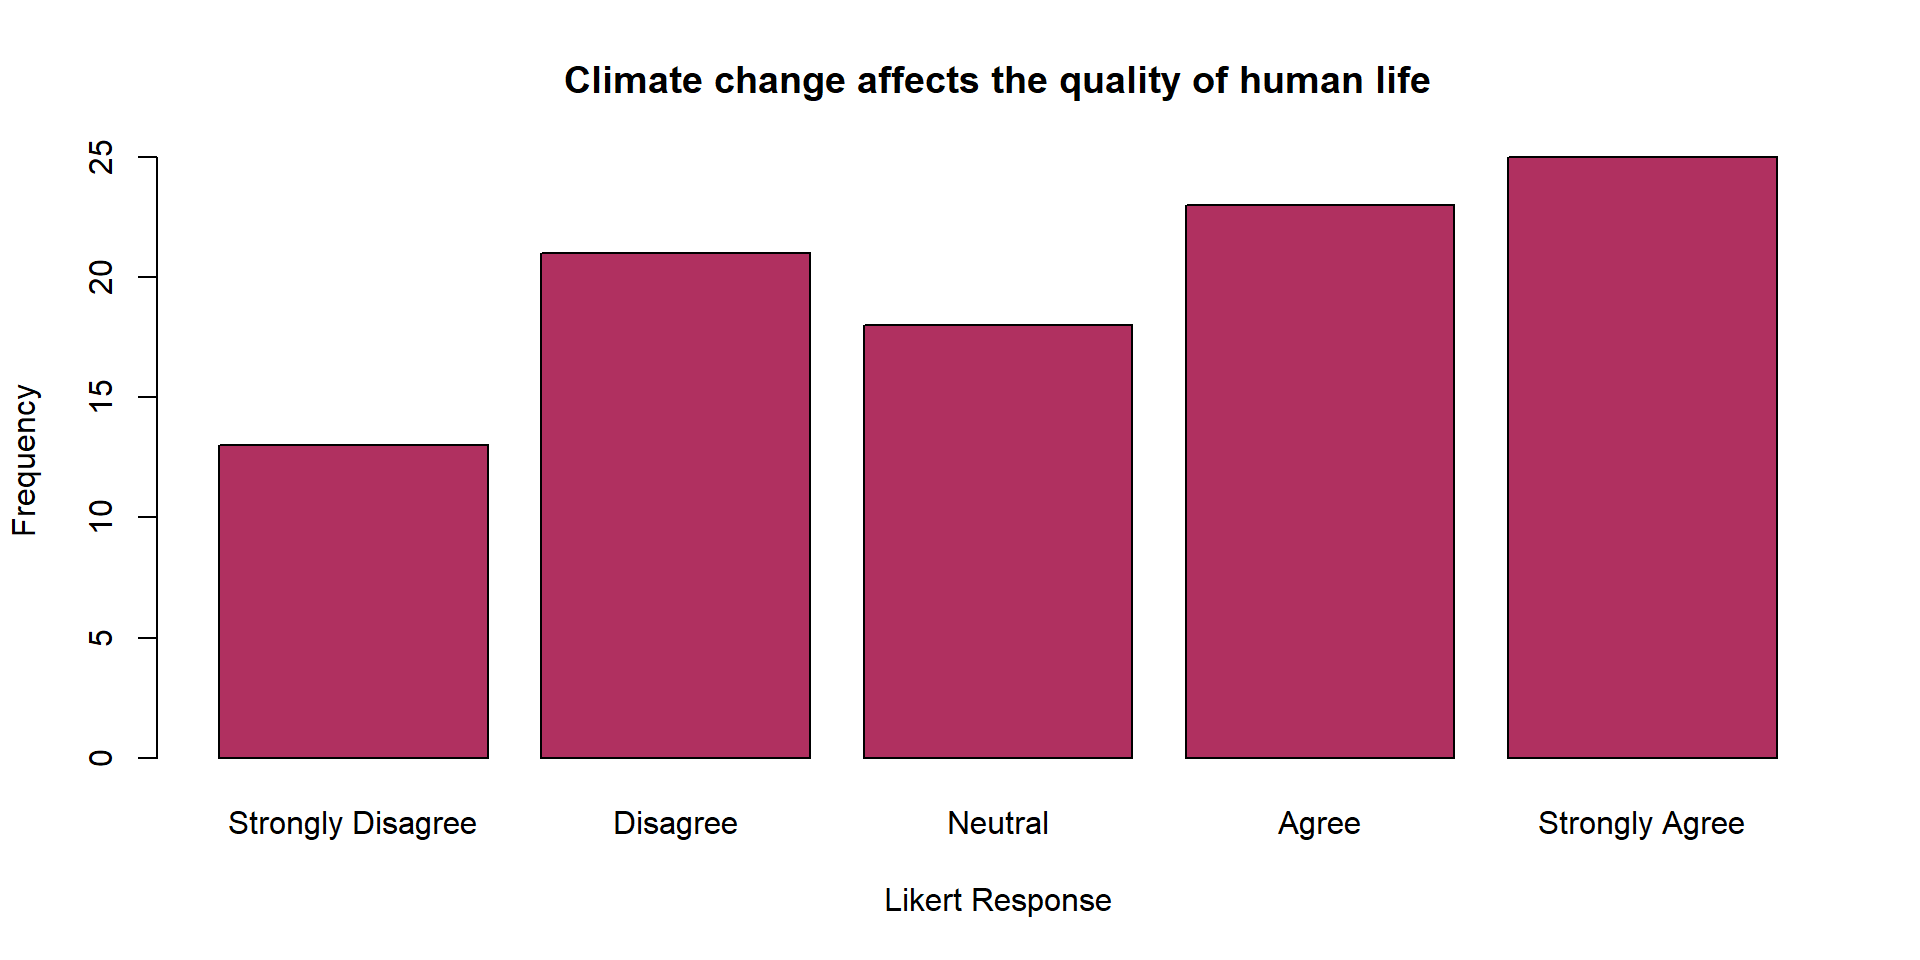 Climate change affects the quality of human life
Frequency
25
20
15
10
5
0
Strongly Disagree Disagree Neutral Agree Strongly Agree
Likert Response